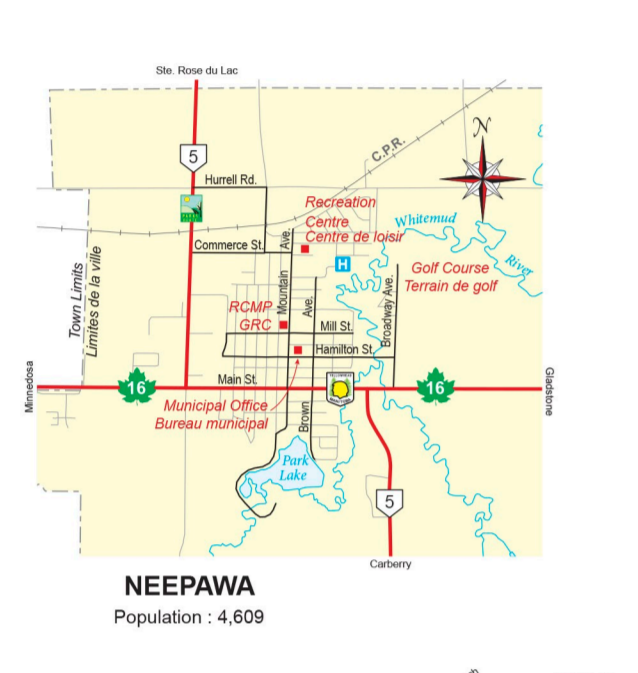 Ste. Rose du Lac
N
5
C.P.R.
Hurrell Rd.
Recreation
Centre
Centre de loisir
Whitemud
River
Commerce St.
Ave.
H
Golf Course
Terrain de golf
Town Limits
Limites de la ville
Mountain
Ave.
Broadway Ave.
RCMP
GRC
Mill St.
Hamilton St.
Minnedosa
Main St.
16
16
Gladstone
Municipal Office
Bureau municipal
Brown
Park
Lake
5
Carberry
NEEPAWA
Population : 4,609